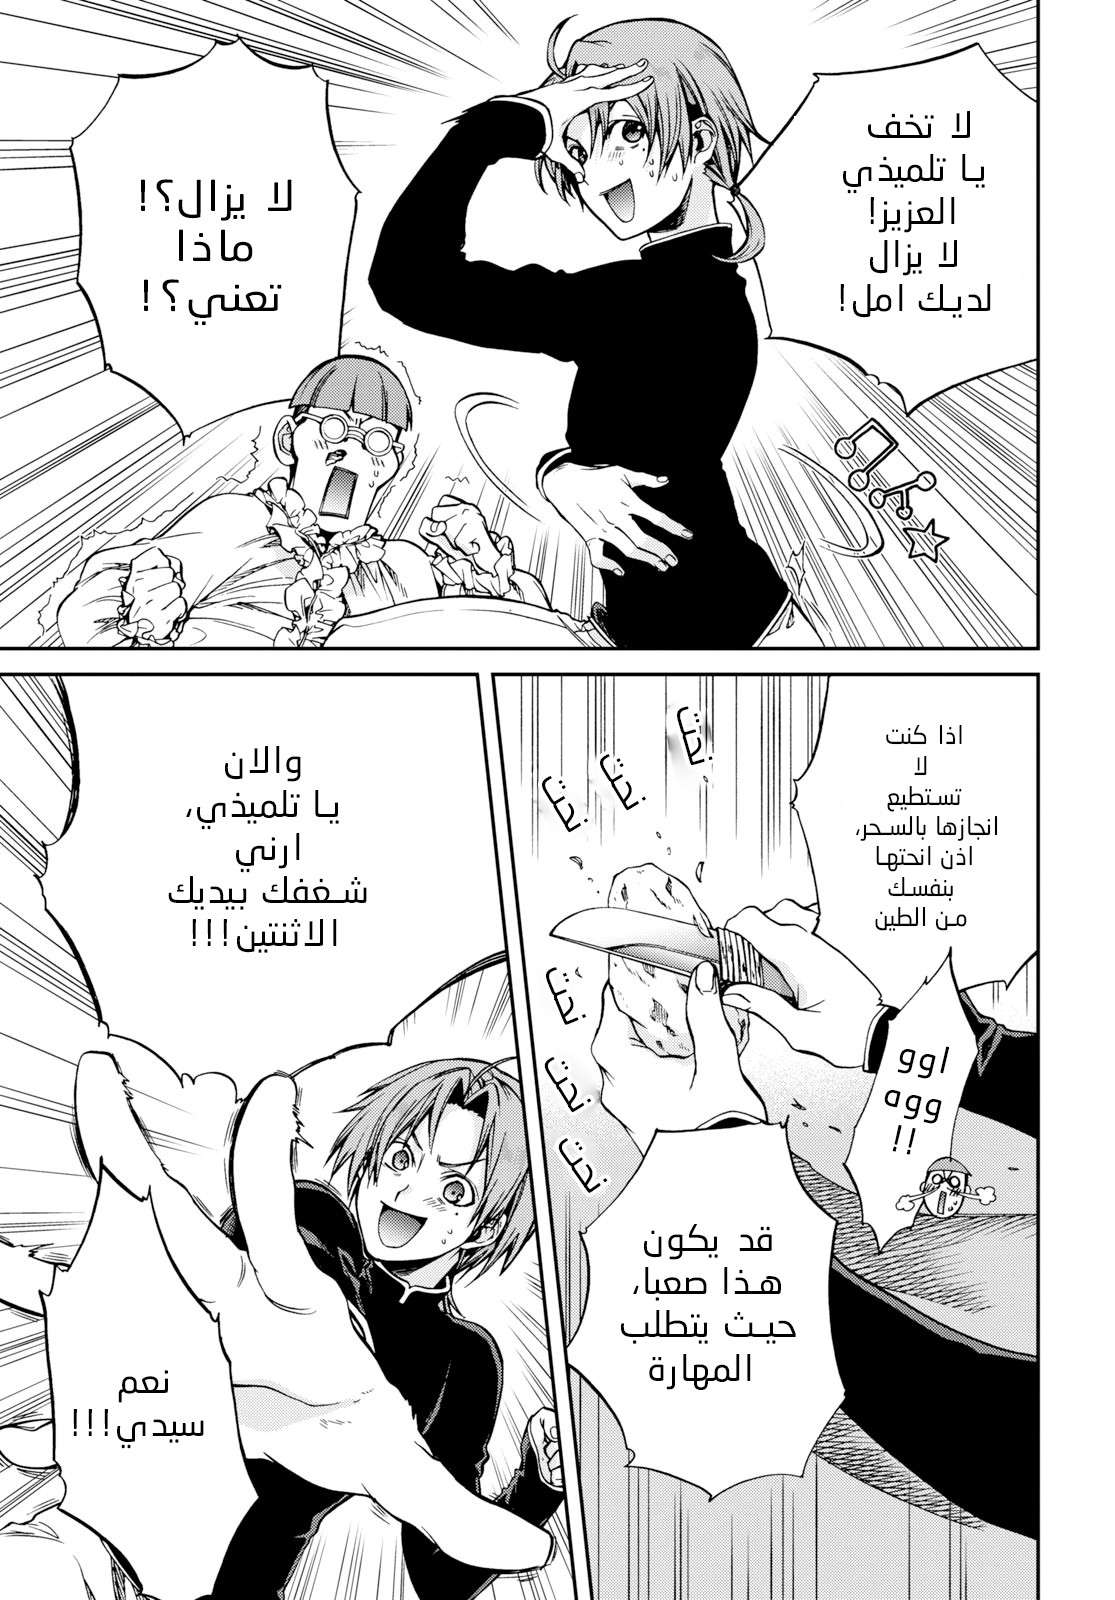 لا تخف
يا تلميذي
العزيز!
لا يزال
لديك امل!
لا يزال؟!
ماذا
تعني؟!
اذا كنت
لا
تستطيع
انجازها بالسحر،
اذن انحتها
بنفسك
من الطين
نحت
نحت
نحت
نحت
نحت
نحت
اوو
ووه
!!
قد يكون
هذا صعبا،
حيث يتطلب
المهارة
والان
يا تلميذي،
ارني
شغفك بيديك
الاثنتين!!!
نعم
سيدي!!!